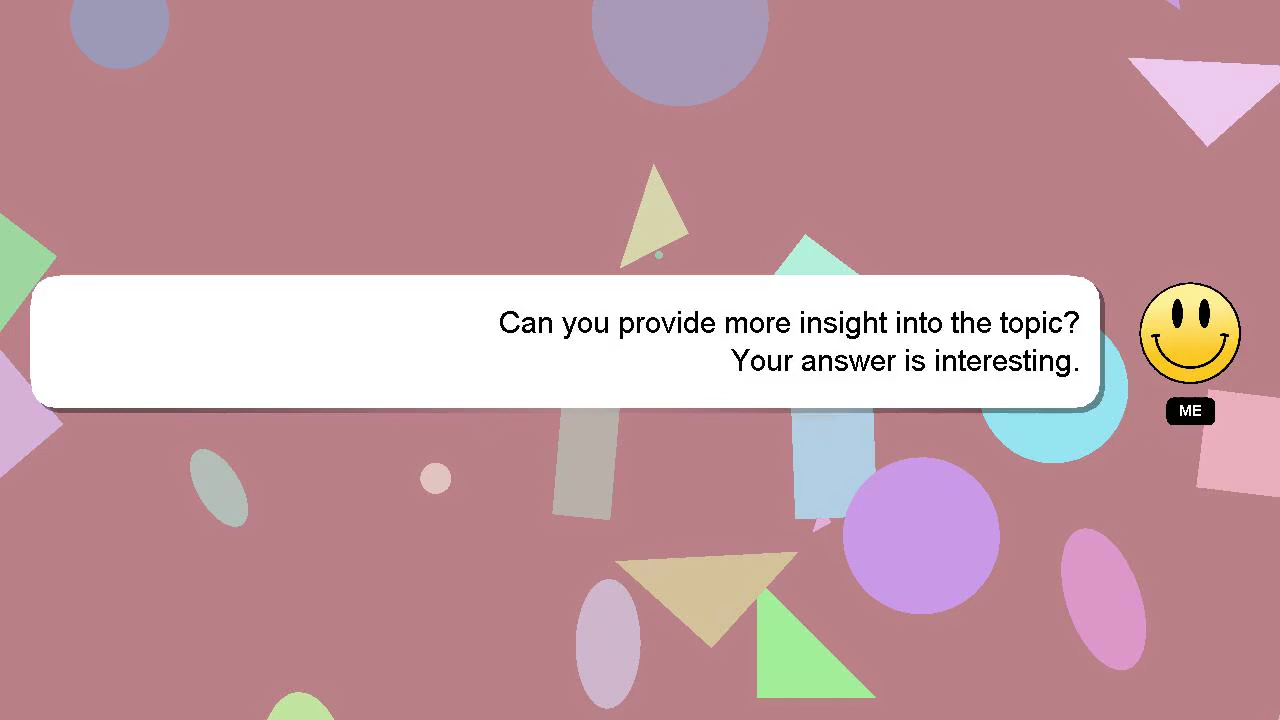 Can you provide more insight into the topic?
Your answer is interesting.
ME